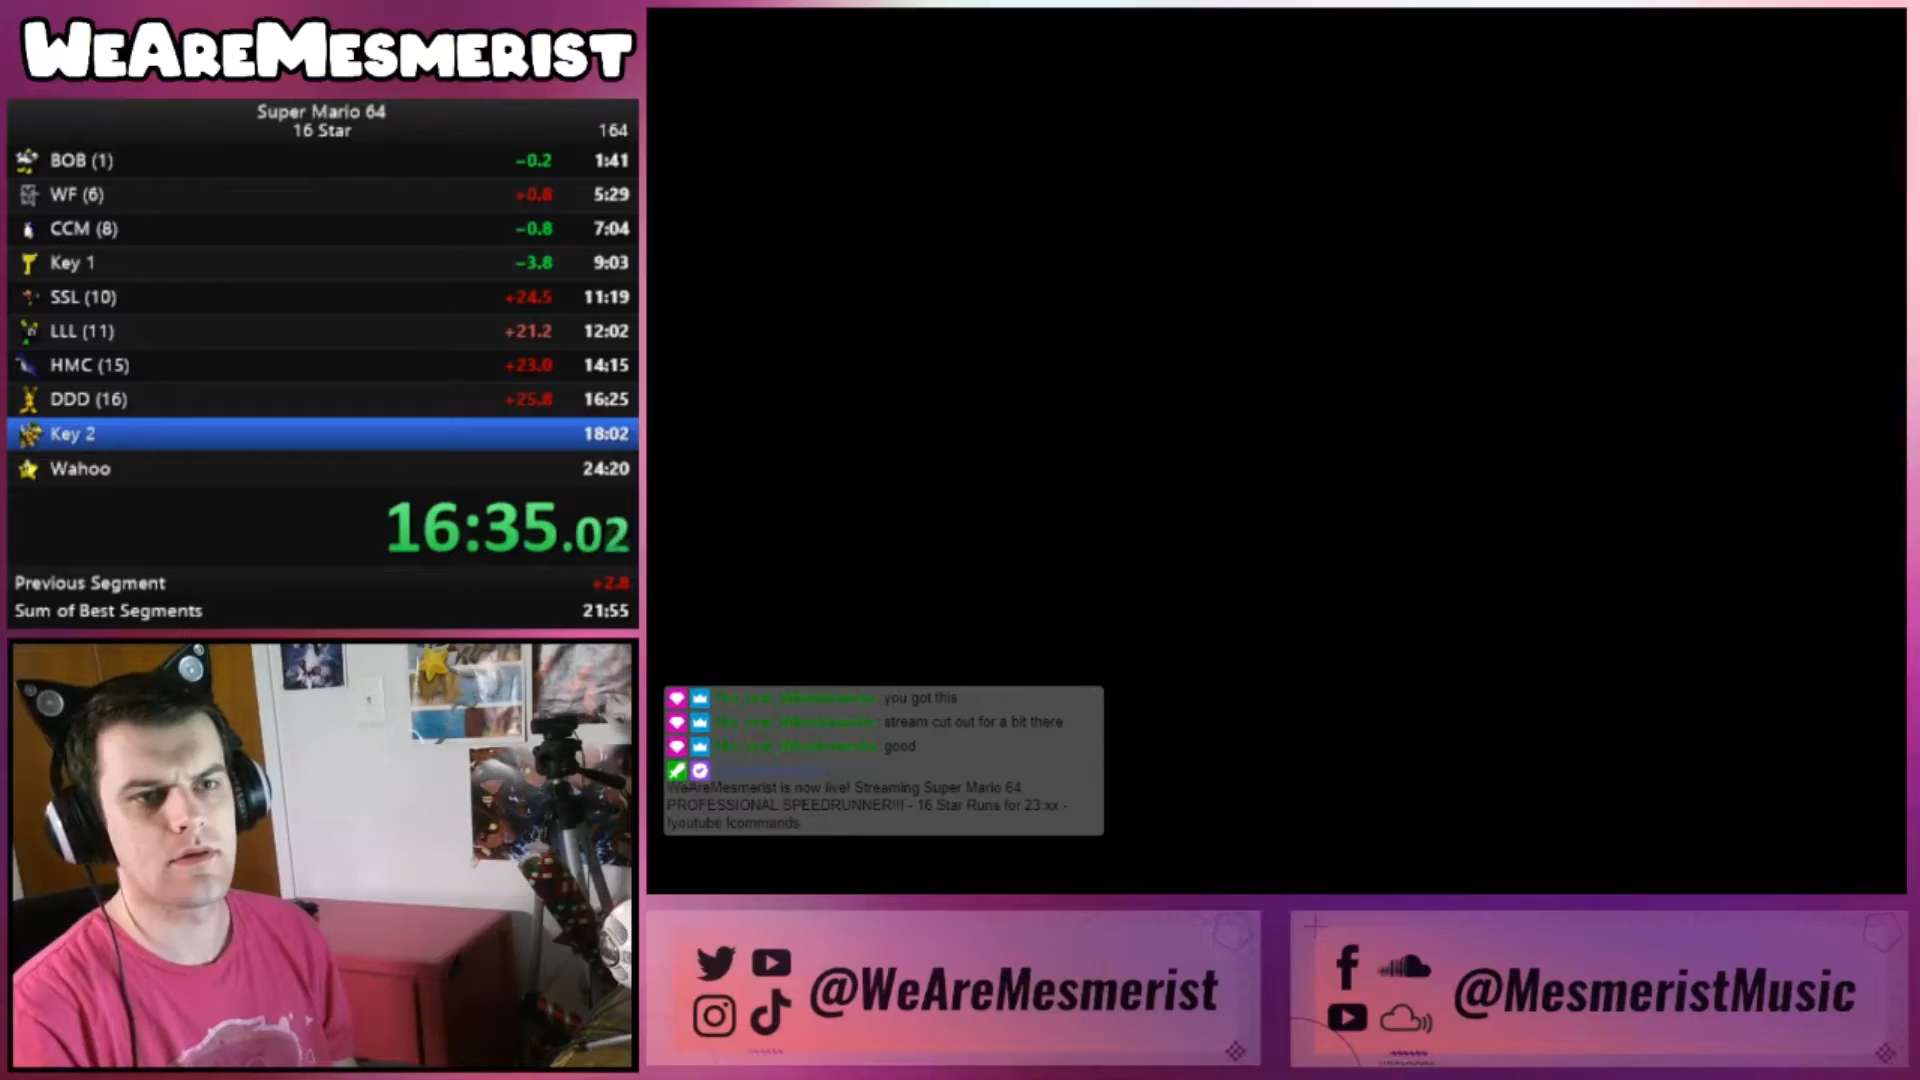 WEAREMESMERIST
Super Mario 64
16 Star 164
BOB (1) −0.2 1:41
WF (6) +0.8 5:29
CCM (8) −0.8 7:04
Key 1 −3.8 9:03
SSL (10) +24.5 11:19
LLL (11) +21.2 12:02
HMC (15) +23.0 14:15
DDD (16) +25.8 16:25
Key 2 18:02
Wahoo 24:20
16:35.02
Previous Segment +2.8
Sum of Best Segments 21:55
you got this
stream cut out for a bit there
good
WeAreMesmerist is now live! Streaming Super Mario 64:
PROFESSIONAL SPEEDRUNNER!!! - 16 Star Runs for 23:xx -
!youtube !commands
@WeAreMesmerist
@MesmeristMusic